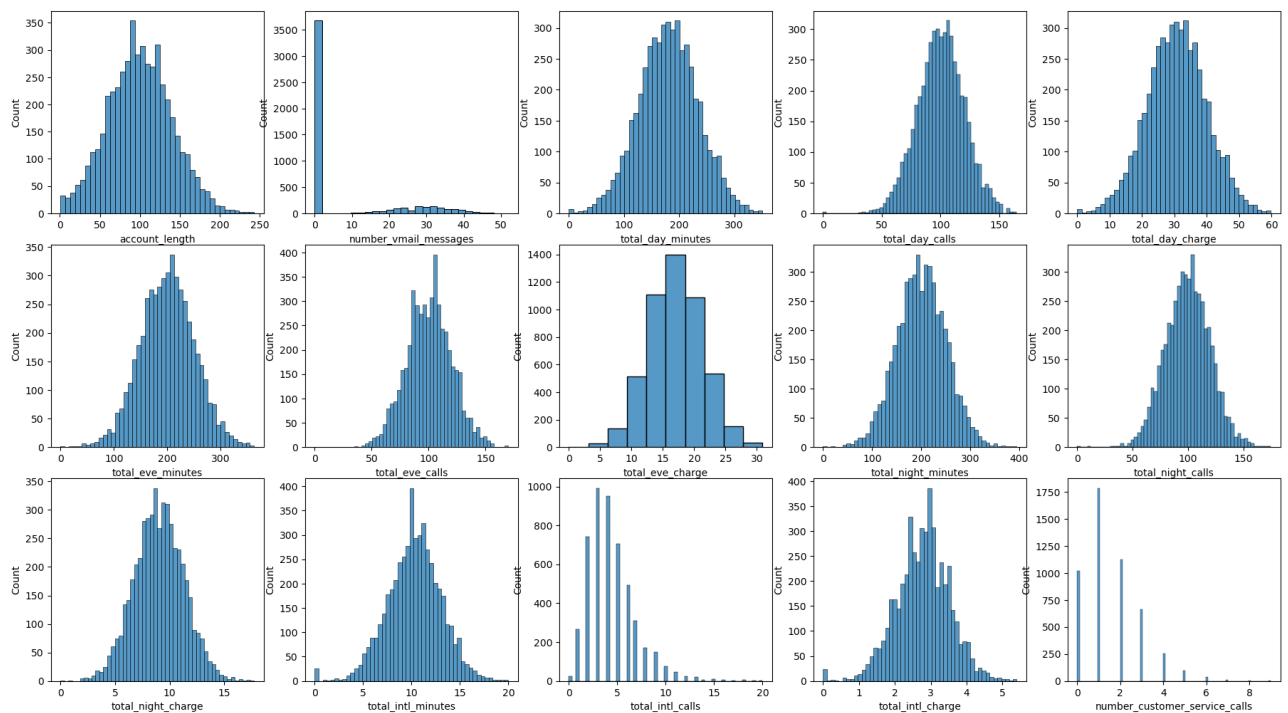 Count
350
300
250
200
150
100
50
0
0 50 100 150 200 250
account_length
Count
3500
3000
2500
2000
1500
1000
500
0
0 10 20 30 40 50
number_vmail_messages
Count
300
250
200
150
100
50
0
0 100 200 300
total_day_minutes
Count
300
250
200
150
100
50
0
0 50 100 150
total_day_calls
Count
300
250
200
150
100
50
0
0 10 20 30 40 50 60
total_day_charge
Count
350
300
250
200
150
100
50
0
0 100 200 300
total_eve_minutes
Count
400
350
300
250
200
150
100
50
0
0 50 100 150
total_eve_calls
Count
1400
1200
1000
800
600
400
200
0
0 5 10 15 20 25 30
total_eve_charge
Count
300
250
200
150
100
50
0
0 100 200 300 400
total_night_minutes
Count
300
250
200
150
100
50
0
0 50 100 150
total_night_calls
Count
350
300
250
200
150
100
50
0
0 5 10 15
total_night_charge
Count
400
350
300
250
200
150
100
50
0
0 5 10 15 20
total_intl_minutes
Count
1000
800
600
400
200
0
0 5 10 15 20
total_intl_calls
Count
400
350
300
250
200
150
100
50
0
0 1 2 3 4 5
total_intl_charge
Count
1750
1500
1250
1000
750
500
250
0
0 2 4 6 8
number_customer_service_calls